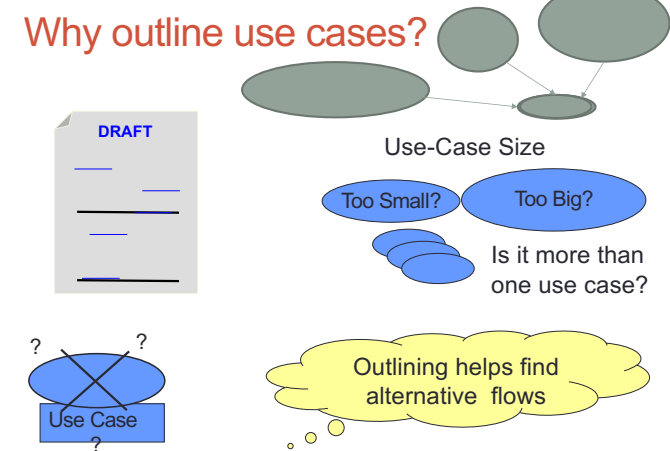 Why outline use cases?
DRAFT
Use-Case Size
Too Small?
Too Big?
Is it more than
one use case?
? ?
Use Case
?
Outlining helps find
alternative flows